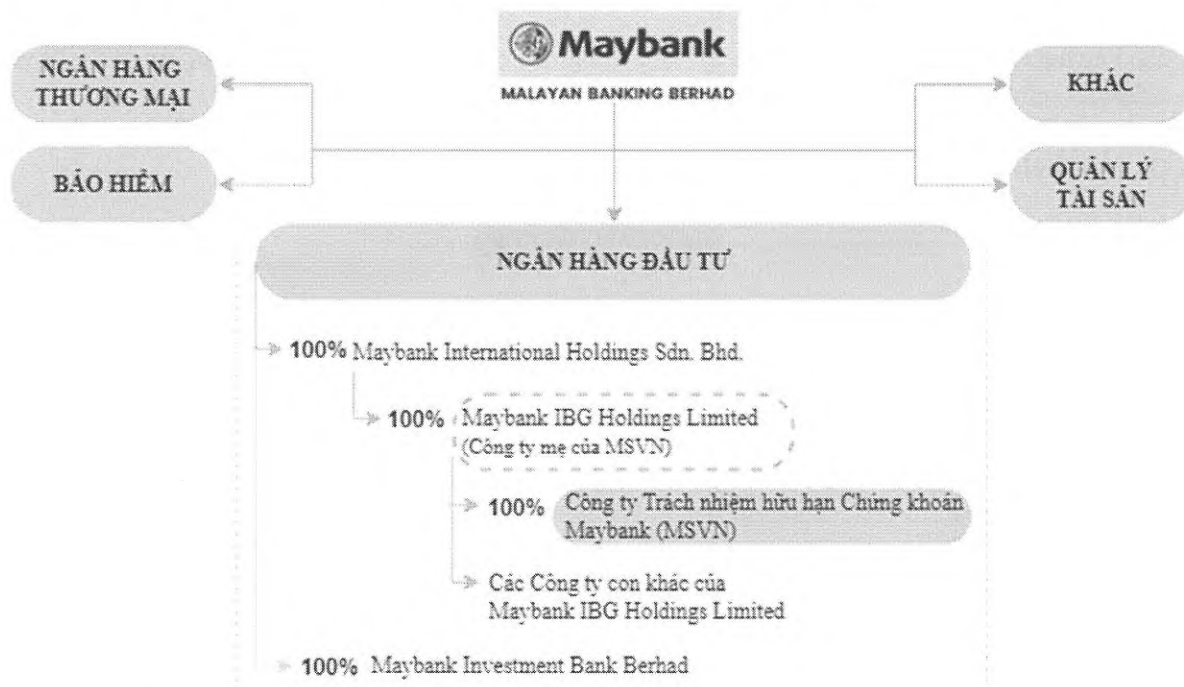 Maybank
MALAYAN BANKING BERHAD
NGÂN HÀNG
THƯƠNG MẠI
KHÁC
BẢO HIỂM
QUẢN LÝ
TÀI SẢN
NGÂN HÀNG ĐẦU TƯ
100% Maybank International Holdings Sdn. Bhd.
100% Maybank IBG Holdings Limited
(Công ty mẹ của MSVN)
100% Công ty Trách nhiệm hữu hạn Chứng khoán
Maybank (MSVN)
Các Công ty con khác của
Maybank IBG Holdings Limited
100% Maybank Investment Bank Berhad